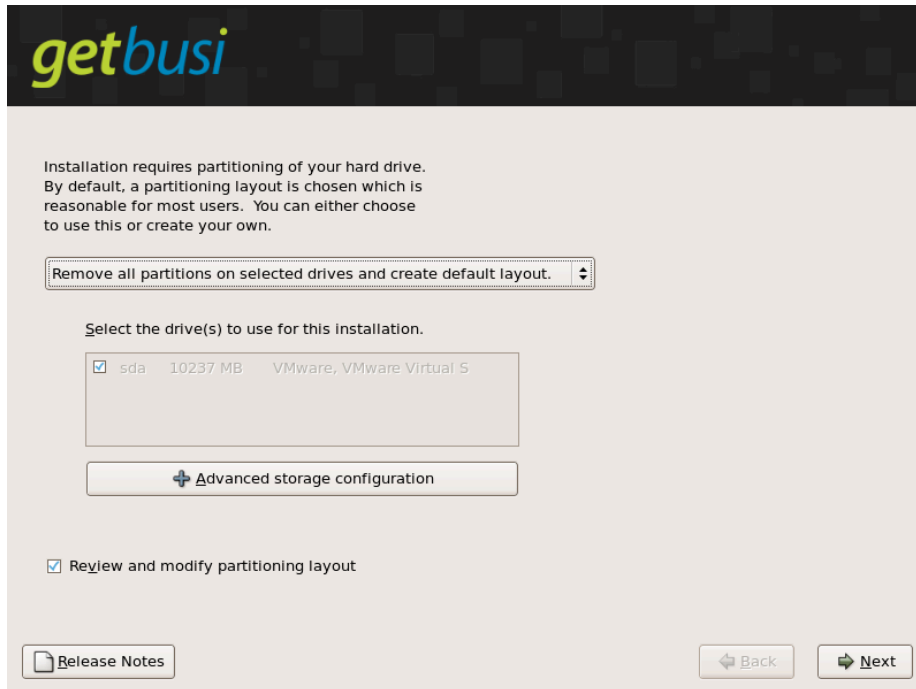 getbusi
Installation requires partitioning of your hard drive.
By default, a partitioning layout is chosen which is
reasonable for most users.  You can either choose
to use this or create your own.
Remove all partitions on selected drives and create default layout.
Select the drive(s) to use for this installation.
sda 10237 MB VMware, VMware Virtual S
Advanced storage configuration
Review and modify partitioning layout
Release Notes Back Next